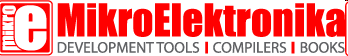 mikro
e
MikroElektronika
DEVELOPMENT TOOLS | COMPILERS | BOOKS